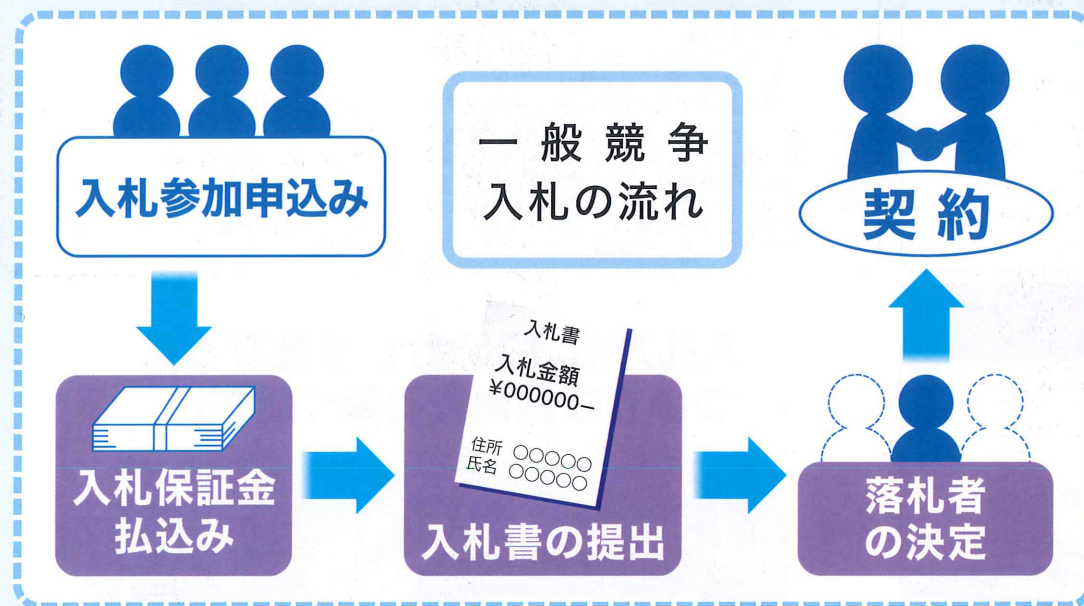 一般競争
入札の流れ
入札参加申込み
入札保証金
払込み
入札書
入札金額
¥000000−
住所 ○○○○○
氏名 ○○○○○
入札書の提出
落札者
の決定
契約